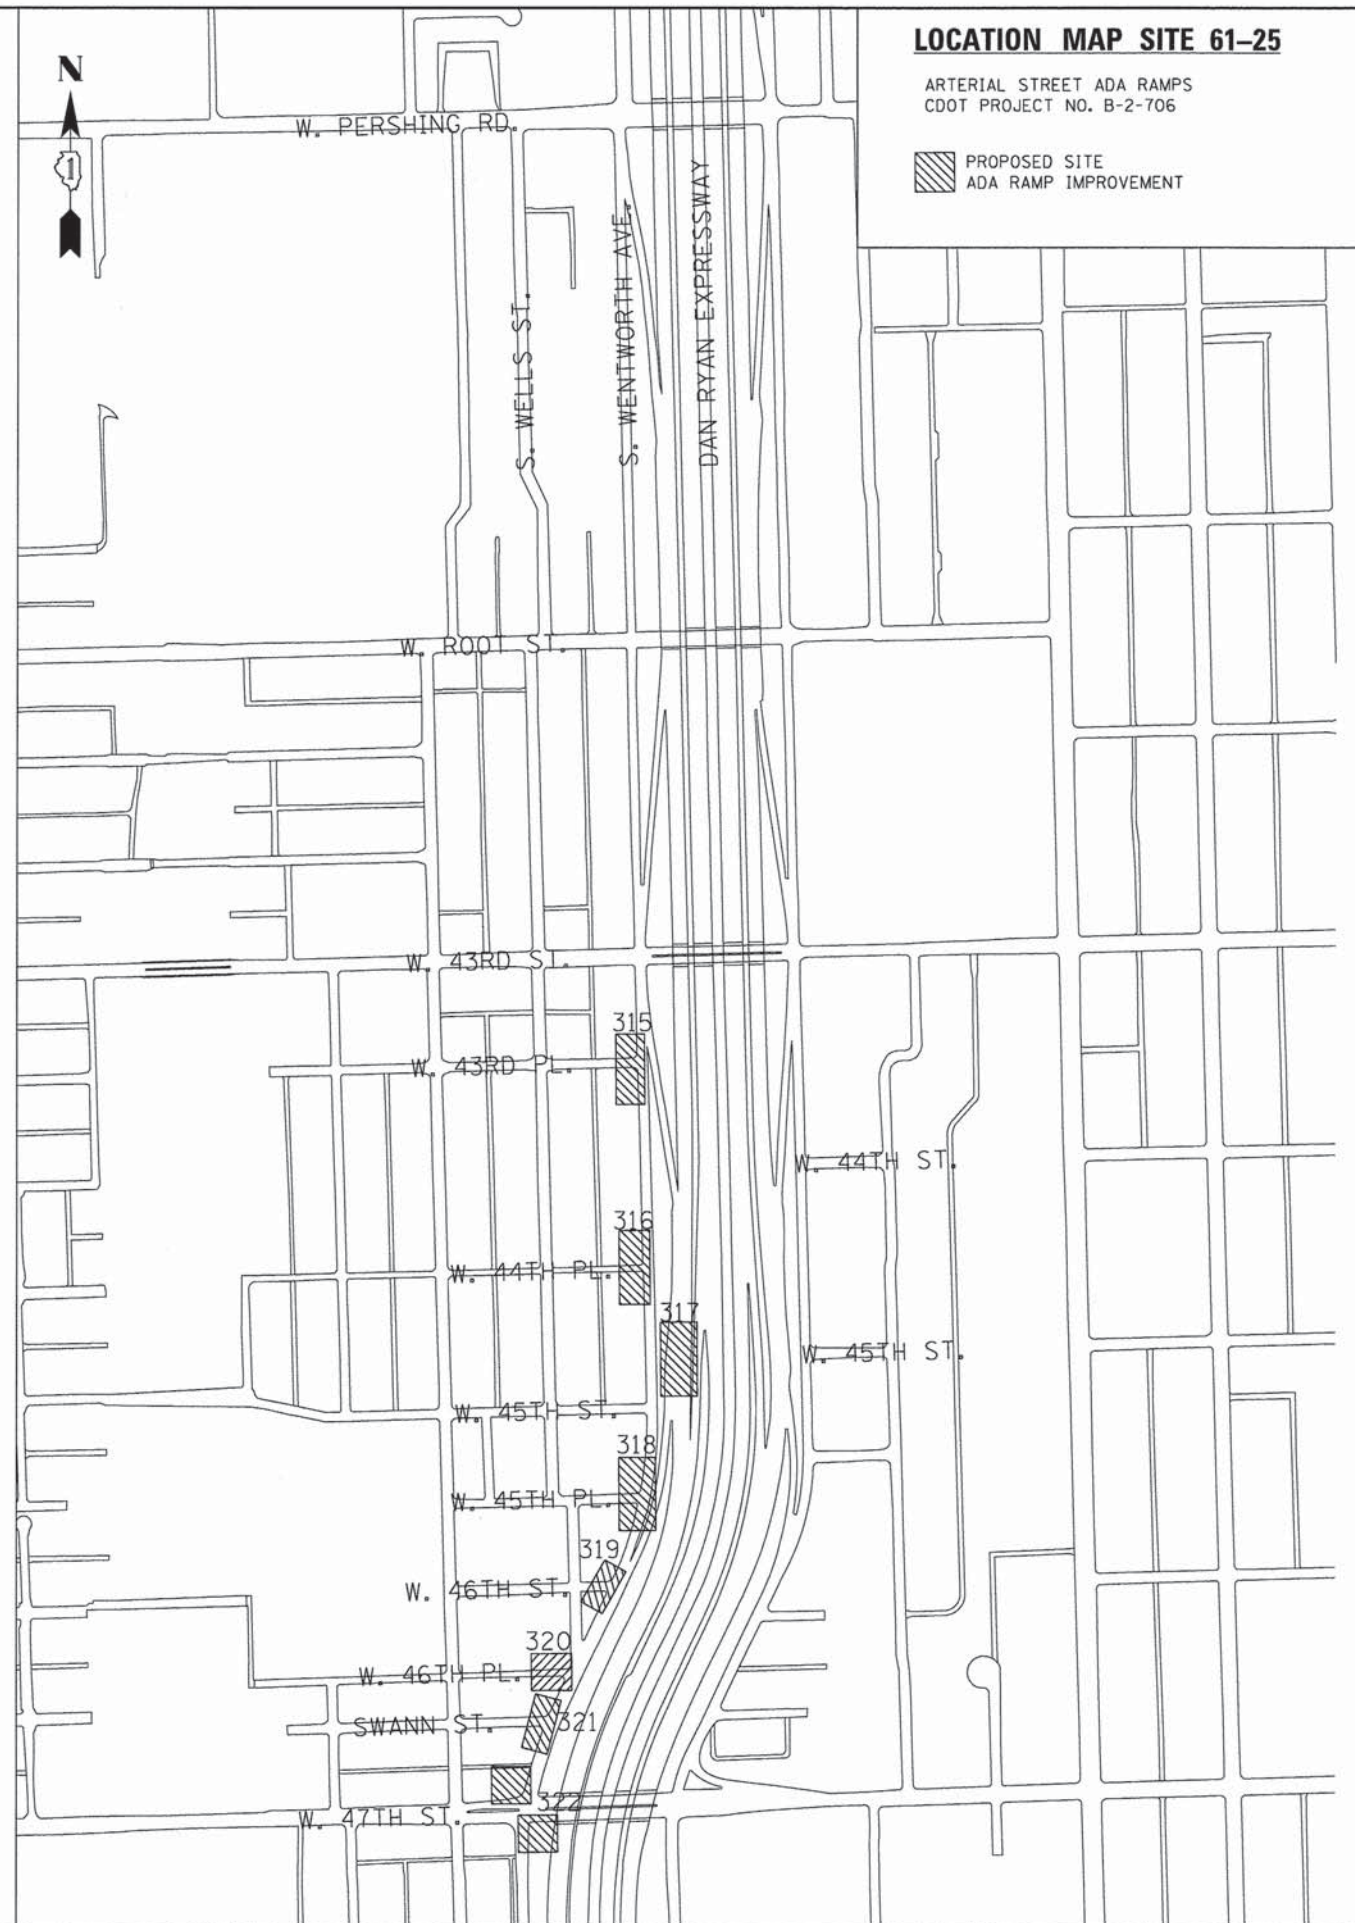 LOCATION MAP SITE 61–25
ARTERIAL STREET ADA RAMPS
CDOT PROJECT NO. B-2-706
PROPOSED SITE
ADA RAMP IMPROVEMENT
N
1
W. PERSHING RD.
S. WELLS ST.
S. WENTWORTH AVE.
DAN RYAN EXPRESSWAY
W. ROOT ST.
W. 43RD ST.
315
W. 43RD PL.
W. 44TH ST.
316
W. 44TH PL.
317
W. 45TH ST.
W. 45TH ST.
318
W. 45TH PL.
319
W. 46TH ST.
320
W. 46TH PL.
SWANN ST.
321
322
W. 47TH ST.